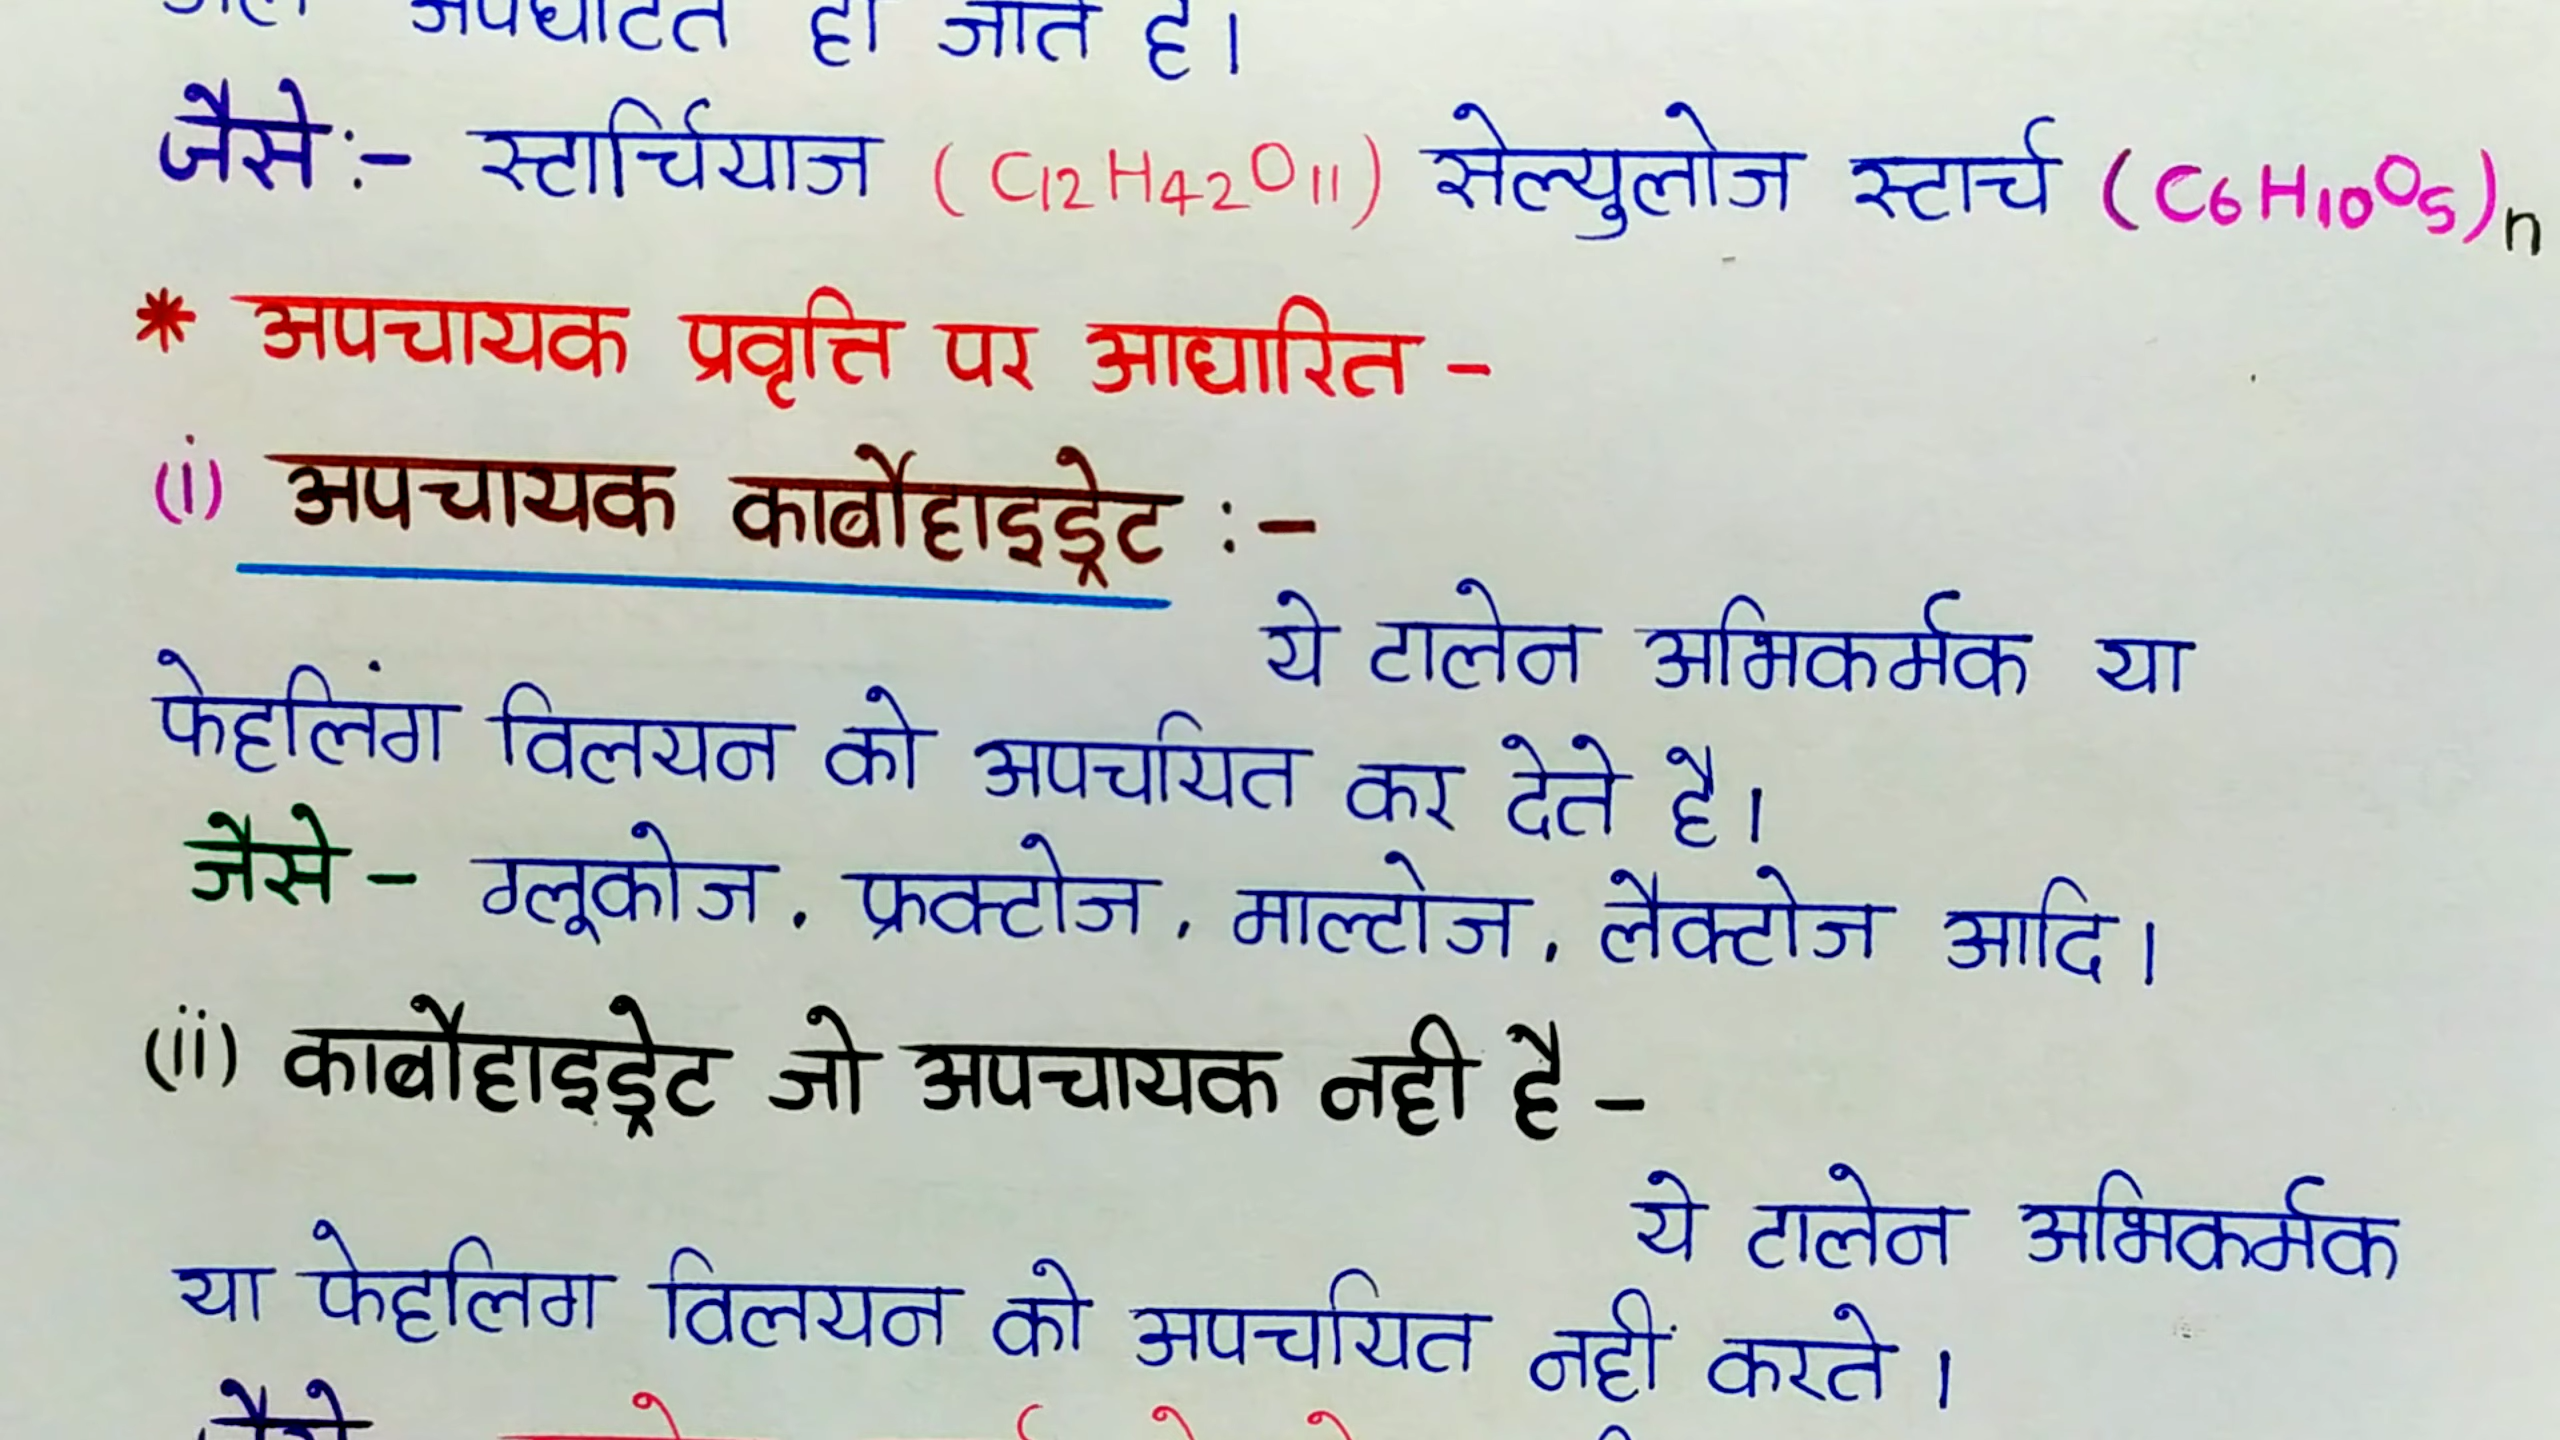 अपघटित हो जाते है।
जैसे:- स्टार्चियाज (C12H42O11) सेल्युलोज स्टार्च (C6H10O5)n
* अपचायक प्रवृत्ति पर आधारित -
(i) अपचायक कार्बोहाइड्रेट :-
ये टालेन अभिकर्मक या
फेहलिंग विलयन को अपचयित कर देते है।
जैसे - ग्लूकोज, फ्रक्टोज, माल्टोज, लैक्टोज आदि।
(ii) कार्बोहाइड्रेट जो अपचायक नही है -
ये टालेन अभिकर्मक
या फेहलिग विलयन को अपचयित नहीं करते।
जैसे